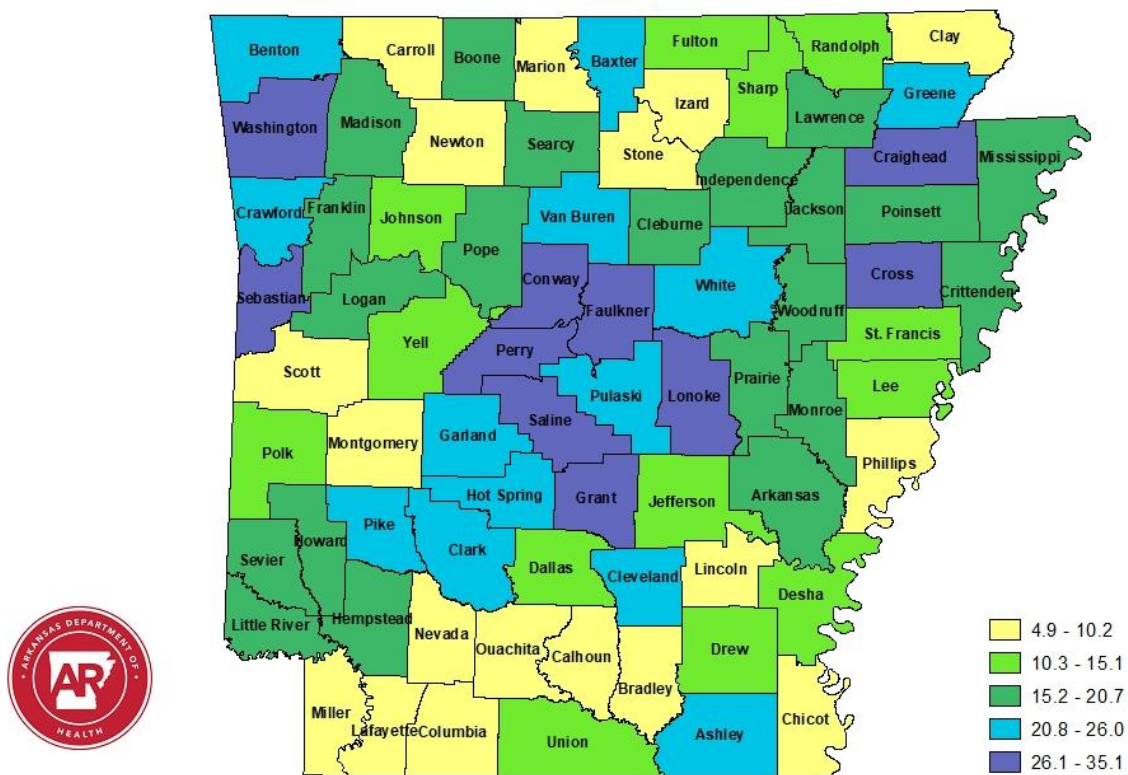 Benton
Carroll
Boone
Marion
Baxter
Fulton
Randolph
Clay
Sharp
Izard
Greene
Washington
Madison
Newton
Searcy
Stone
Lawrence
Independence
Craighead
Mississippi
Crawford
Franklin
Johnson
Pope
Van Buren
Cleburne
Jackson
Poinsett
Sebastian
Logan
Conway
Faulkner
White
Woodruff
Cross
Crittenden
Scott
Yell
Perry
Saline
Pulaski
Lonoke
Prairie
Monroe
St. Francis
Lee
Polk
Montgomery
Garland
Hot Spring
Grant
Jefferson
Arkansas
Phillips
Sevier
Howard
Pike
Clark
Dallas
Cleveland
Lincoln
Desha
Little River
Hempstead
Nevada
Ouachita
Calhoun
Bradley
Drew
Miller
Lafayette
Columbia
Union
Ashley
Chicot
ARKANSAS DEPARTMENT OF
AR
HEALTH
4.9 - 10.2
10.3 - 15.1
15.2 - 20.7
20.8 - 26.0
26.1 - 35.1